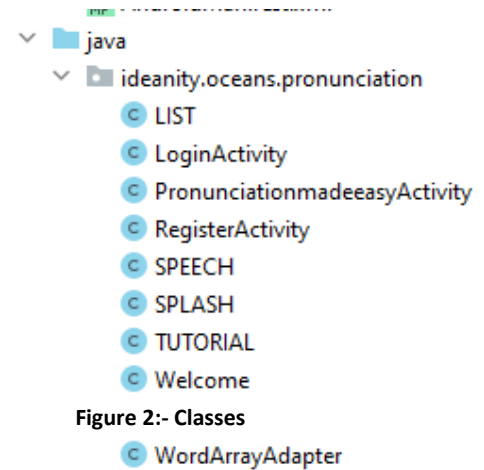 java
ideanity.oceans.pronunciation
C LIST
C LoginActivity
C PronunciationmadeeasyActivity
C RegisterActivity
C SPEECH
C SPLASH
C TUTORIAL
C Welcome
Figure 2:- Classes
C WordArrayAdapter